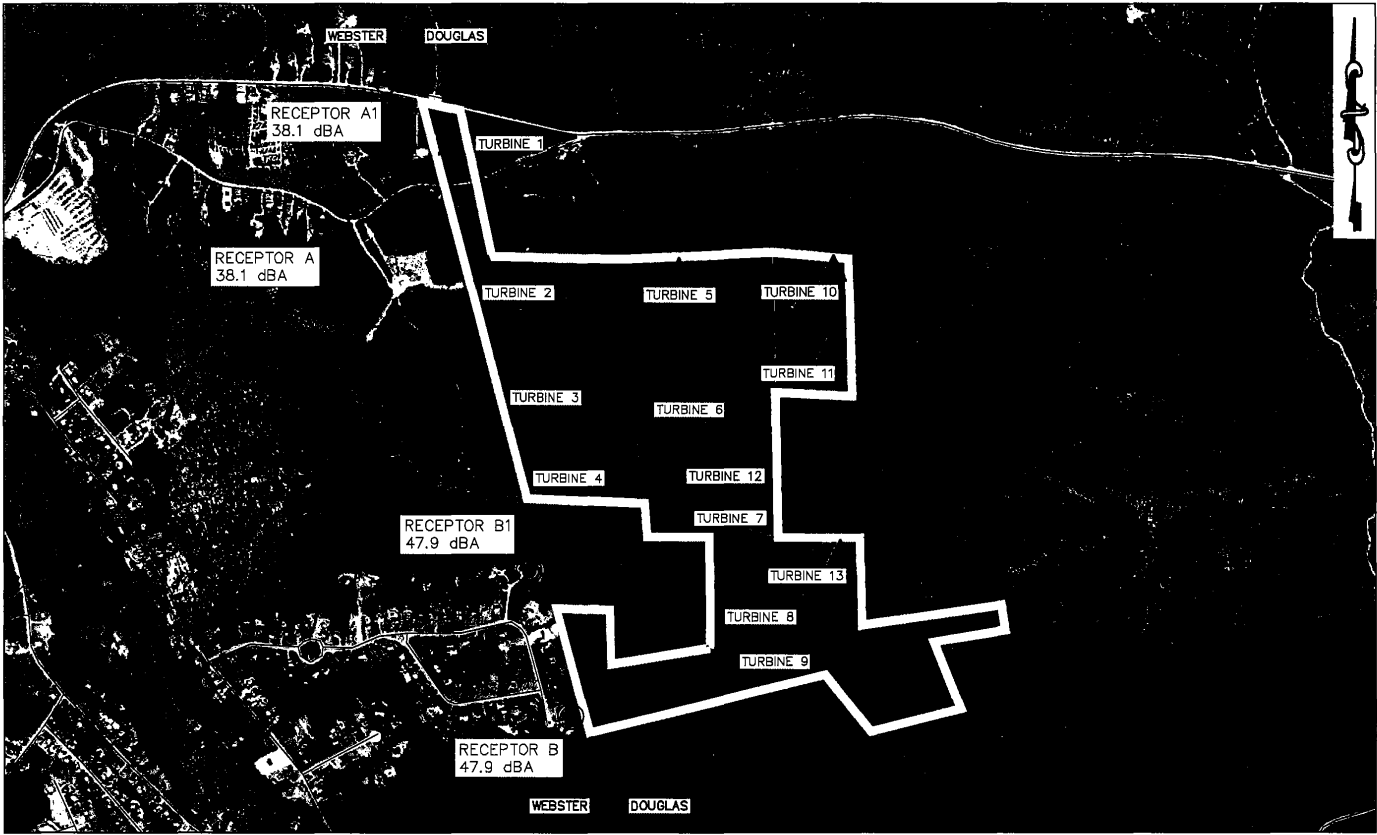 WEBSTER
DOUGLAS
RECEPTOR A1
38.1 dBA
TURBINE 1
RECEPTOR A
38.1 dBA
TURBINE 2
TURBINE 5
TURBINE 10
TURBINE 11
TURBINE 3
TURBINE 6
TURBINE 4
TURBINE 12
TURBINE 7
RECEPTOR B1
47.9 dBA
TURBINE 13
TURBINE 8
TURBINE 9
RECEPTOR B
47.9 dBA
WEBSTER
DOUGLAS